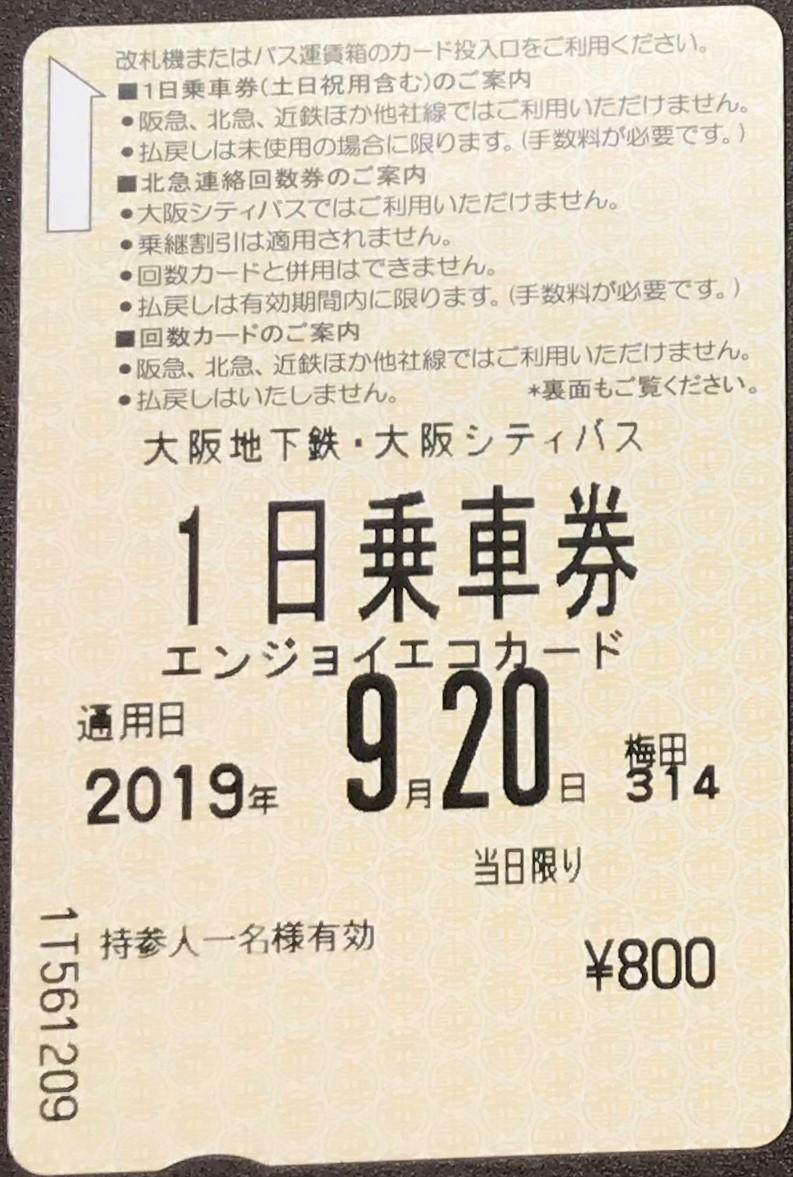 改札機またはバス運賃箱のカード投入口をご利用ください。
■1日乗車券(土日祝用含む)のご案内
●阪急、北急、近鉄ほか他社線ではご利用いただけません。
●払戻しは未使用の場合に限ります。(手数料が必要です。)
■北急連絡回数券のご案内
●大阪シティバスではご利用いただけません。
●乗継割引は適用されません。
●回数カードと併用はできません。
●払戻しは有効期間内に限ります。(手数料が必要です。)
■回数カードのご案内
●阪急、北急、近鉄ほか他社線ではご利用いただけません。
●払戻しはいたしません。 *裏面もご覧ください。
大阪地下鉄・大阪シティバス
1日乗車券
エンジョイエコカード
通用日
2019年 9月20日 梅田
314
当日限り
持参人一名様有効
¥800
1T561209